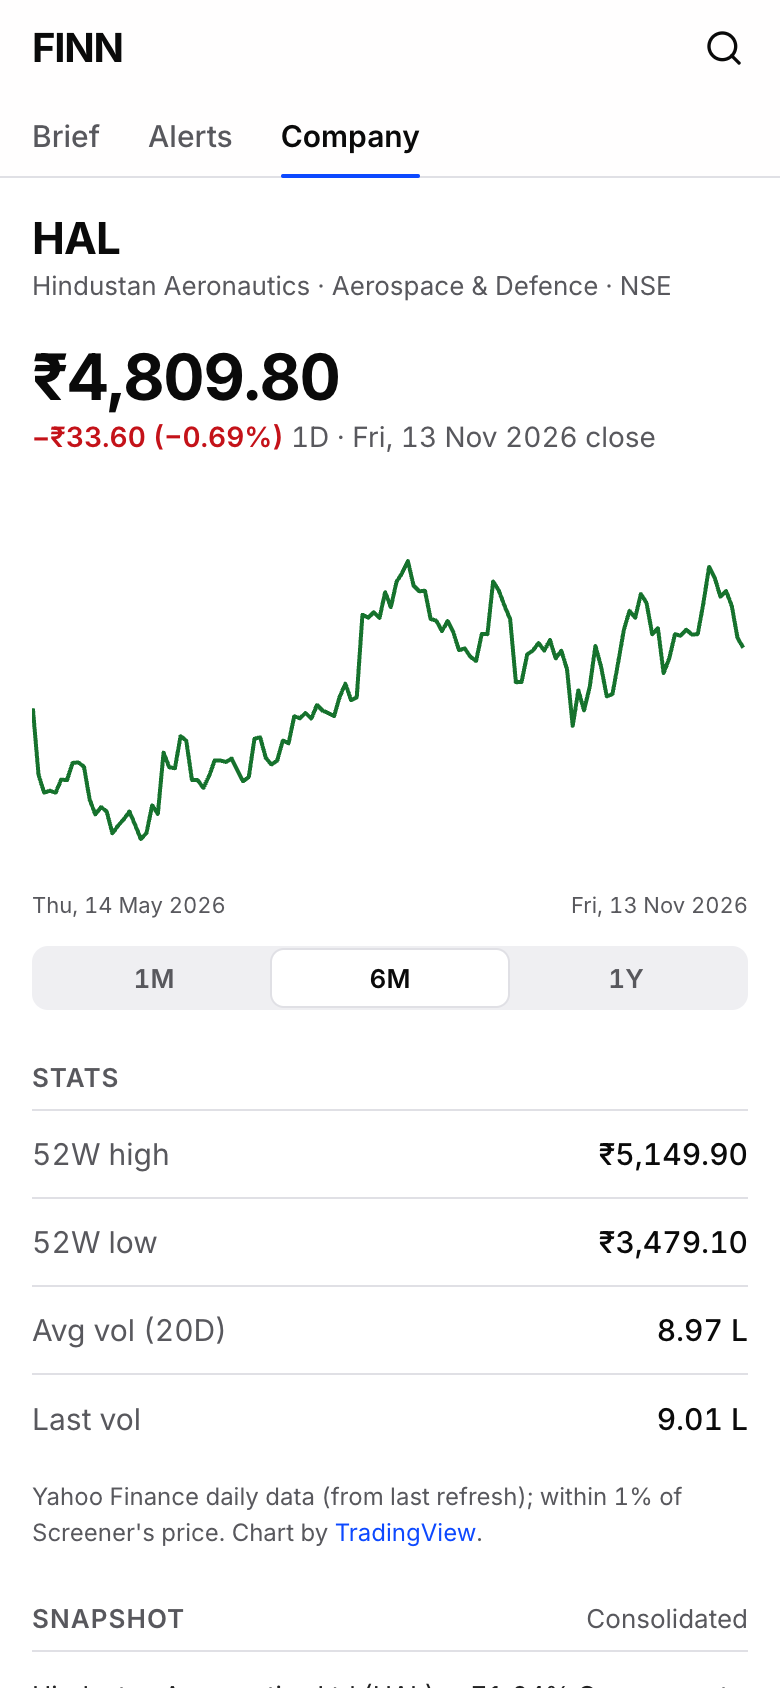 FINN
Brief Alerts Company
HAL
Hindustan Aeronautics · Aerospace & Defence · NSE
₹4,809.80
−₹33.60 (−0.69%) 1D · Fri, 13 Nov 2026 close
Thu, 14 May 2026 Fri, 13 Nov 2026
1M 6M 1Y
STATS
52W high ₹5,149.90
52W low ₹3,479.10
Avg vol (20D) 8.97 L
Last vol 9.01 L
Yahoo Finance daily data (from last refresh); within 1% of
Screener's price. Chart by TradingView.
SNAPSHOT Consolidated